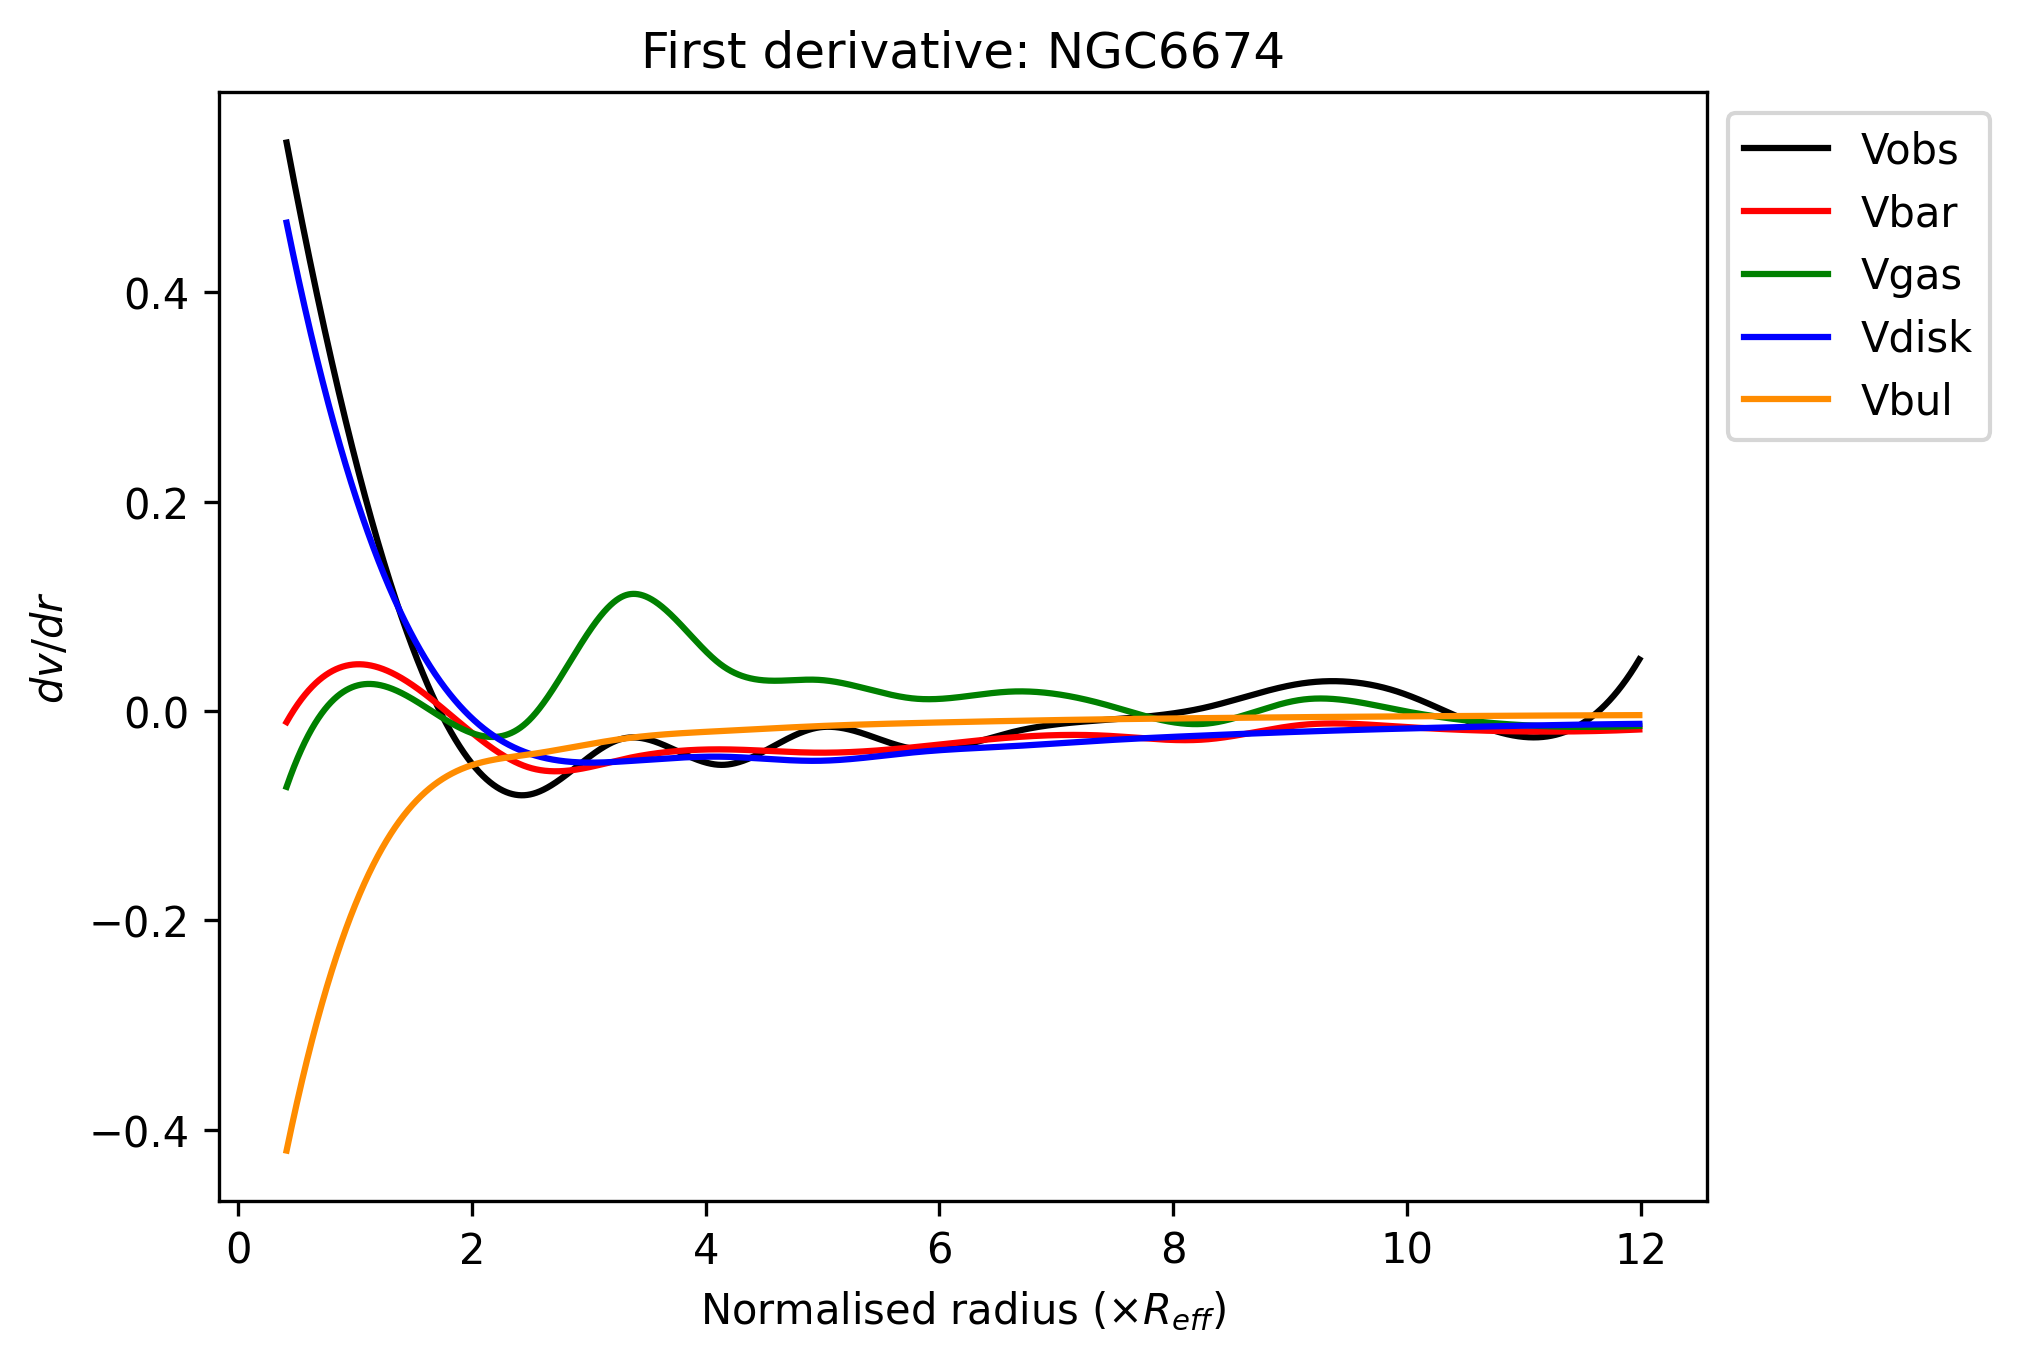 First derivative: NGC6674
Vobs
Vbar
Vgas
Vdisk
Vbul
dv/dr
0.4
0.2
0.0
−0.2
−0.4
0 2 4 6 8 10 12
Normalised radius (×R_eff)